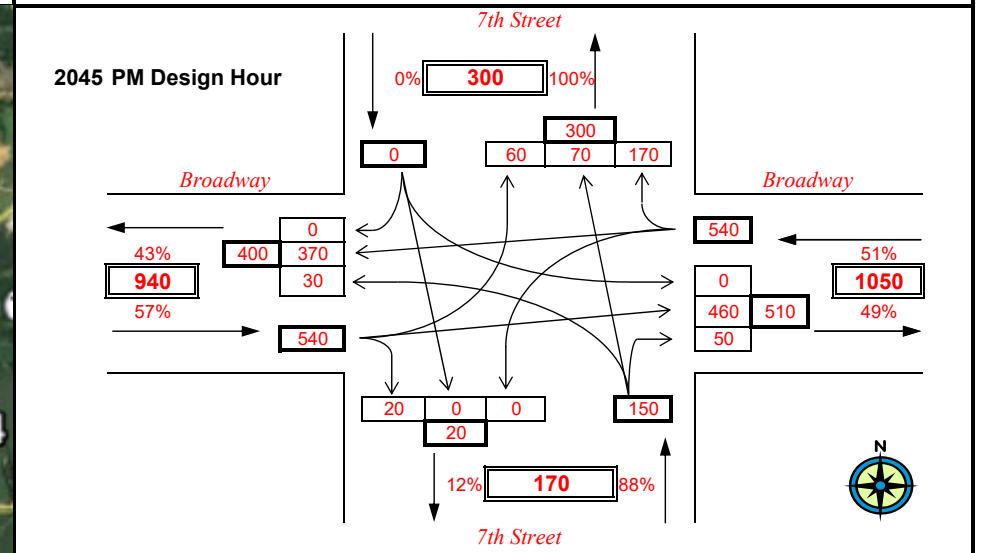 7th Street
2045 PM Design Hour
0% 300 100%
300
0 60 70 170
Broadway Broadway
0 540
43% 400 370 51%
940 30 0 1050
57% 460 510 49%
540 50
20 0 0 150
20
12% 170 88%
N
7th Street